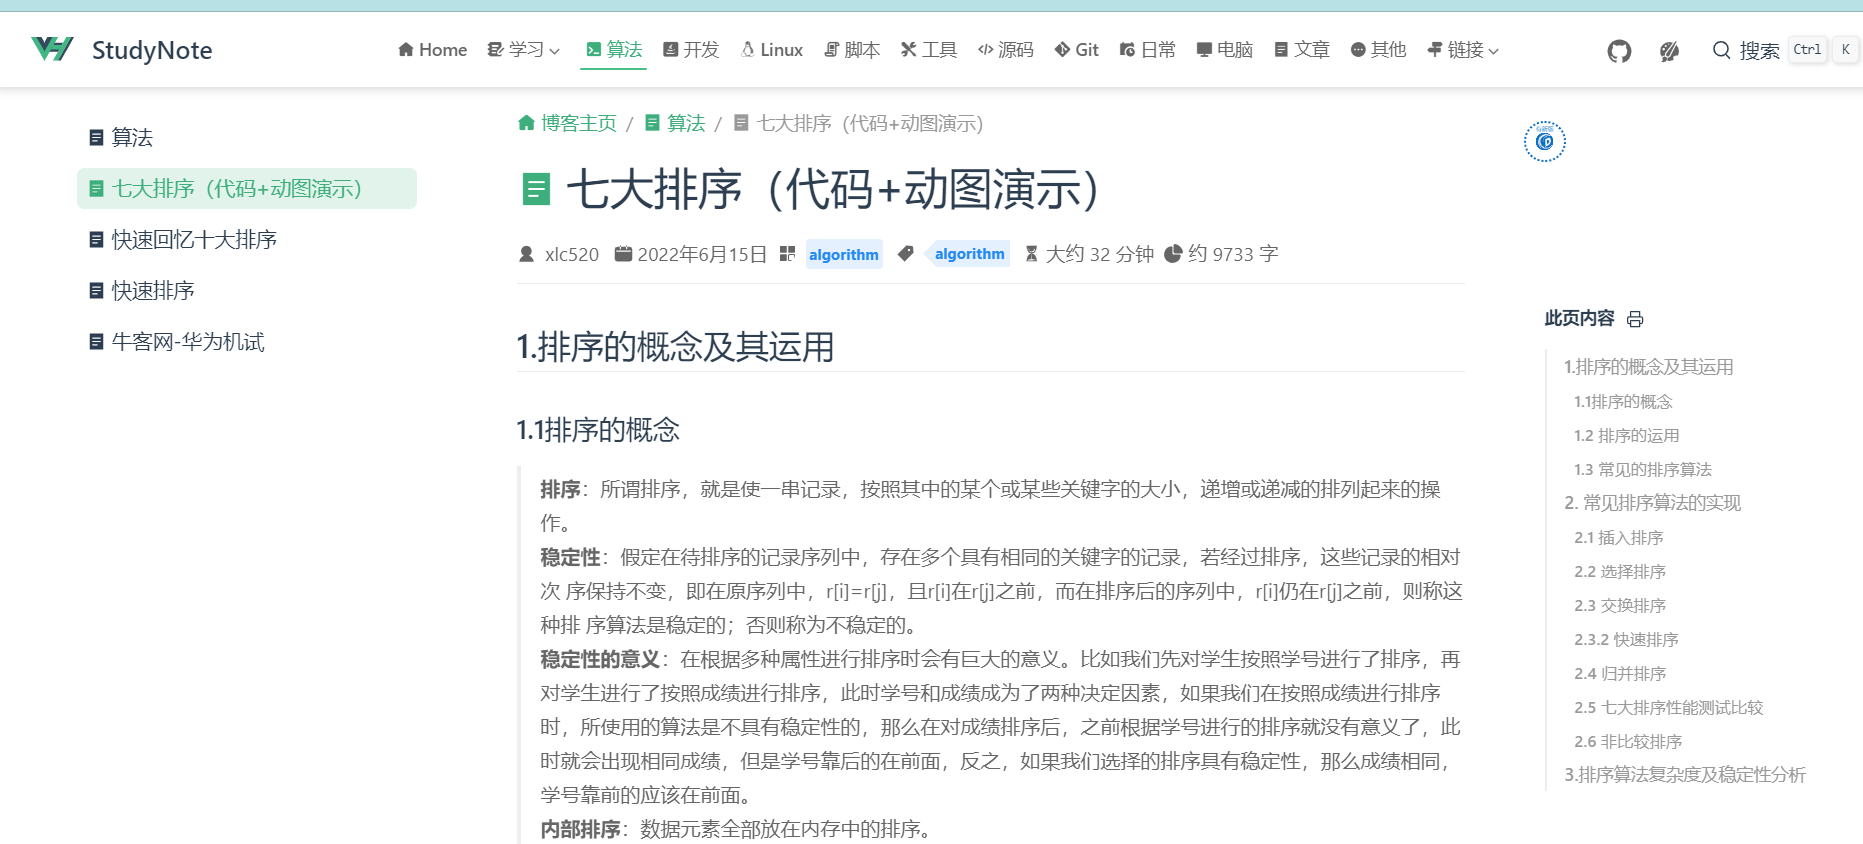 StudyNote
Home 学习 算法 开发 Linux 脚本 工具 源码 Git 日常 电脑 文章 其他 链接
搜索 Ctrl K
算法
七大排序（代码+动图演示）
快速回忆十大排序
快速排序
牛客网-华为机试
博客主页 / 算法 / 七大排序（代码+动图演示）
七大排序（代码+动图演示）
xlc520 2022年6月15日 algorithm algorithm 大约 32 分钟 约 9733 字
1.排序的概念及其运用
1.1排序的概念
排序：所谓排序，就是使一串记录，按照其中的某个或某些关键字的大小，递增或递减的排列起来的操
作。
稳定性：假定在待排序的记录序列中，存在多个具有相同的关键字的记录，若经过排序，这些记录的相对
次 序保持不变，即在原序列中，r[i]=r[j]，且r[i]在r[j]之前，而在排序后的序列中，r[i]仍在r[j]之前，则称这
种排 序算法是稳定的；否则称为不稳定的。
稳定性的意义：在根据多种属性进行排序时会有巨大的意义。比如我们先对学生按照学号进行了排序，再
对学生进行了按照成绩进行排序，此时学号和成绩成为了两种决定因素，如果我们在按照成绩进行排序
时，所使用的算法是不具有稳定性的，那么在对成绩排序后，之前根据学号进行的排序就没有意义了，此
时就会出现相同成绩，但是学号靠后的在前面，反之，如果我们选择的排序具有稳定性，那么成绩相同，
学号靠前的应该在前面。
内部排序：数据元素全部放在内存中的排序。
此页内容
1.排序的概念及其运用
1.1排序的概念
1.2 排序的运用
1.3 常见的排序算法
2. 常见排序算法的实现
2.1 插入排序
2.2 选择排序
2.3 交换排序
2.3.2 快速排序
2.4 归并排序
2.5 七大排序性能测试比较
2.6 非比较排序
3.排序算法复杂度及稳定性分析